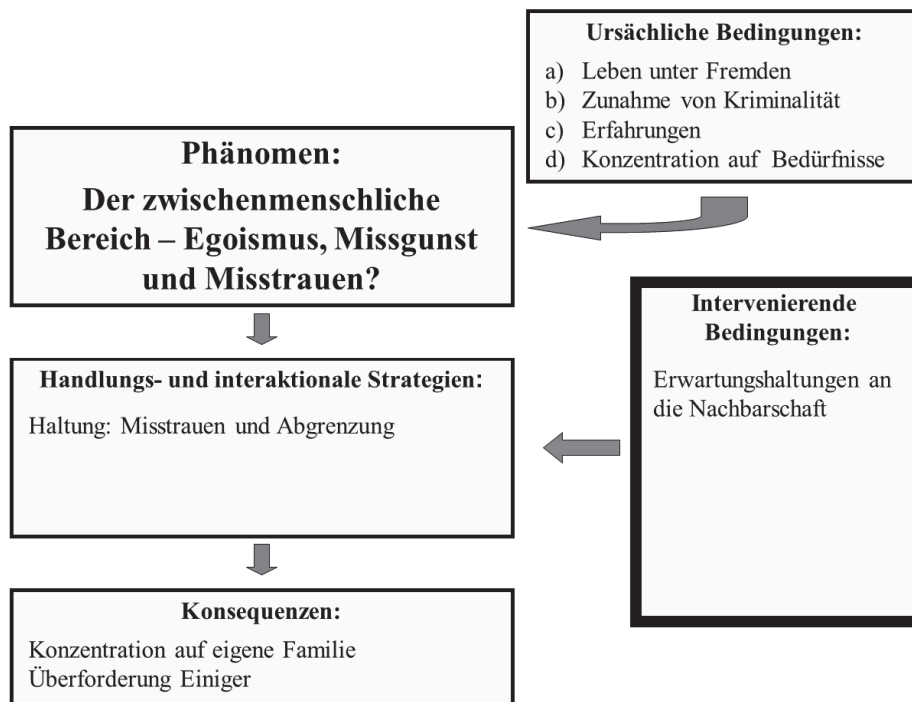 Ursächliche Bedingungen:
a) Leben unter Fremden
b) Zunahme von Kriminalität
c) Erfahrungen
d) Konzentration auf Bedürfnisse
Phänomen:
Der zwischenmenschliche
Bereich – Egoismus, Missgunst
und Misstrauen?
Intervenierende
Bedingungen:
Erwartungshaltungen an
die Nachbarschaft
Handlungs- und interaktionale Strategien:
Haltung: Misstrauen und Abgrenzung
Konsequenzen:
Konzentration auf eigene Familie
Überforderung Einiger